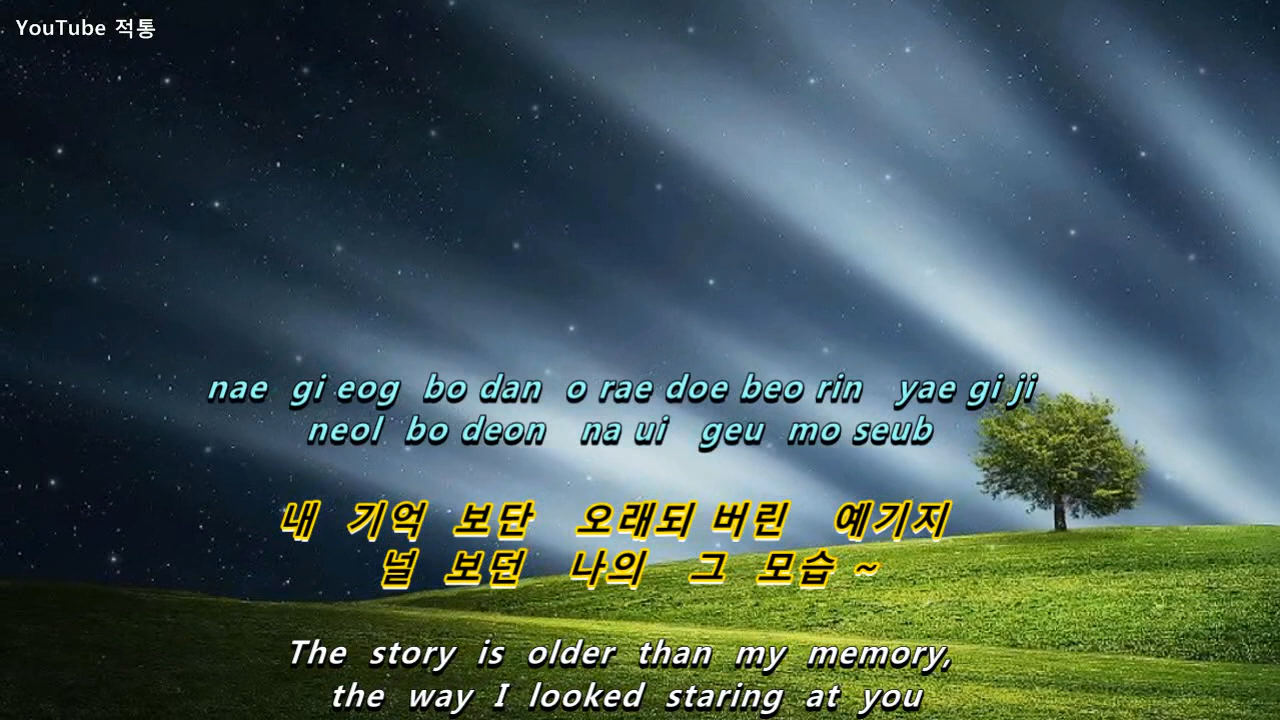 YouTube 적통
nae gi eog bo dan o rae doe beo rin yae gi ji
neol bo deon na ui geu mo seub
내 기억 보단 오래되 버린 예기지
널 보던 나의 그 모습 ~
The story is older than my memory,
the way I looked staring at you